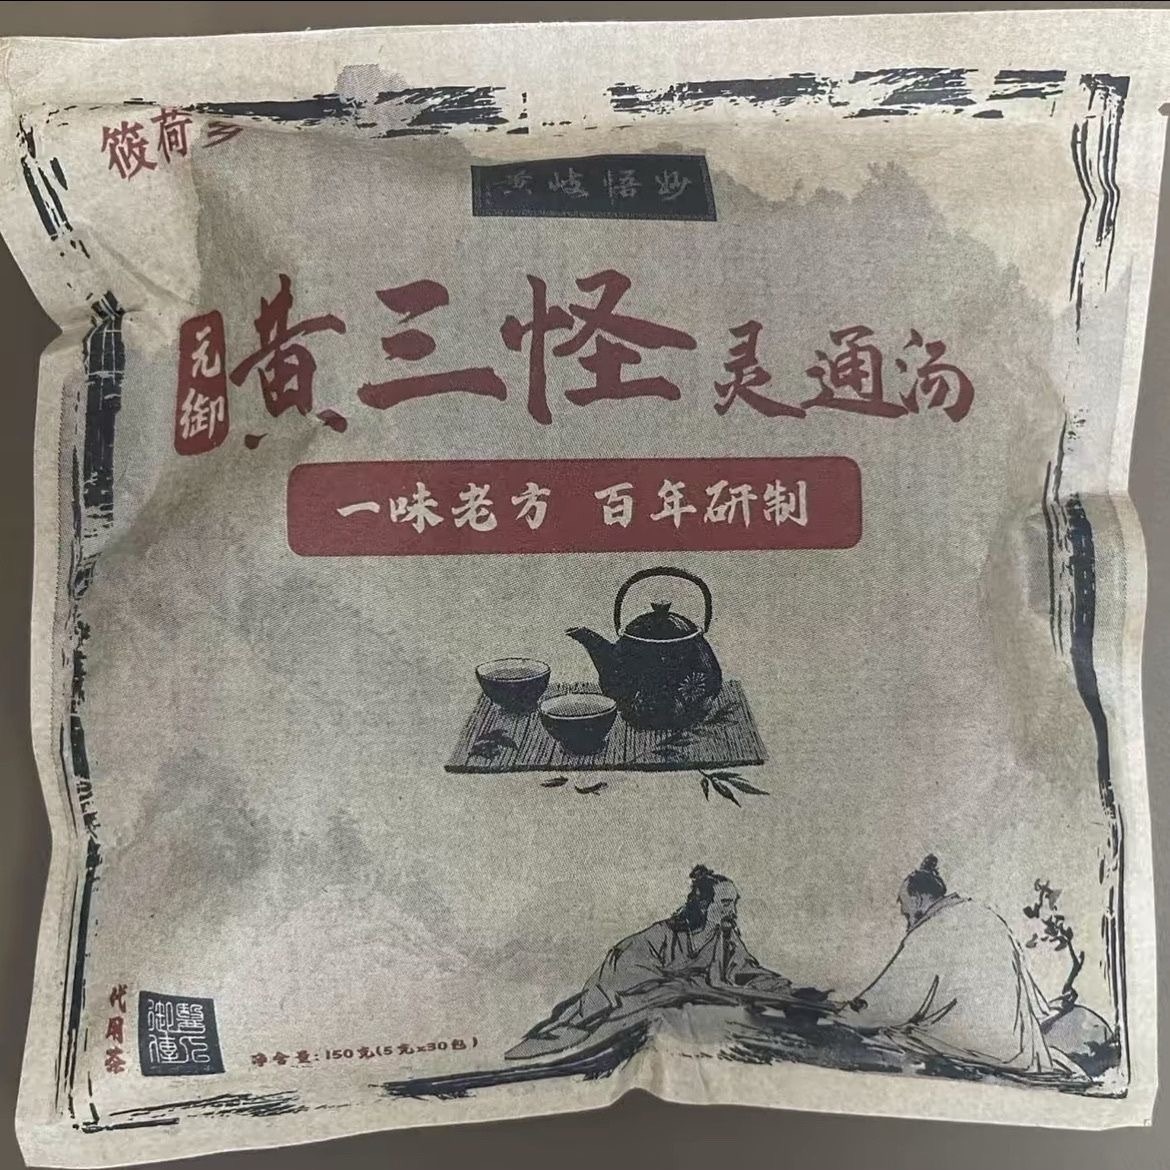 筱荷乡
黄岐悟妙
元御
黄三怪灵通汤
一味老方 百年研制
代用茶
净含量:150克(5克x30包)